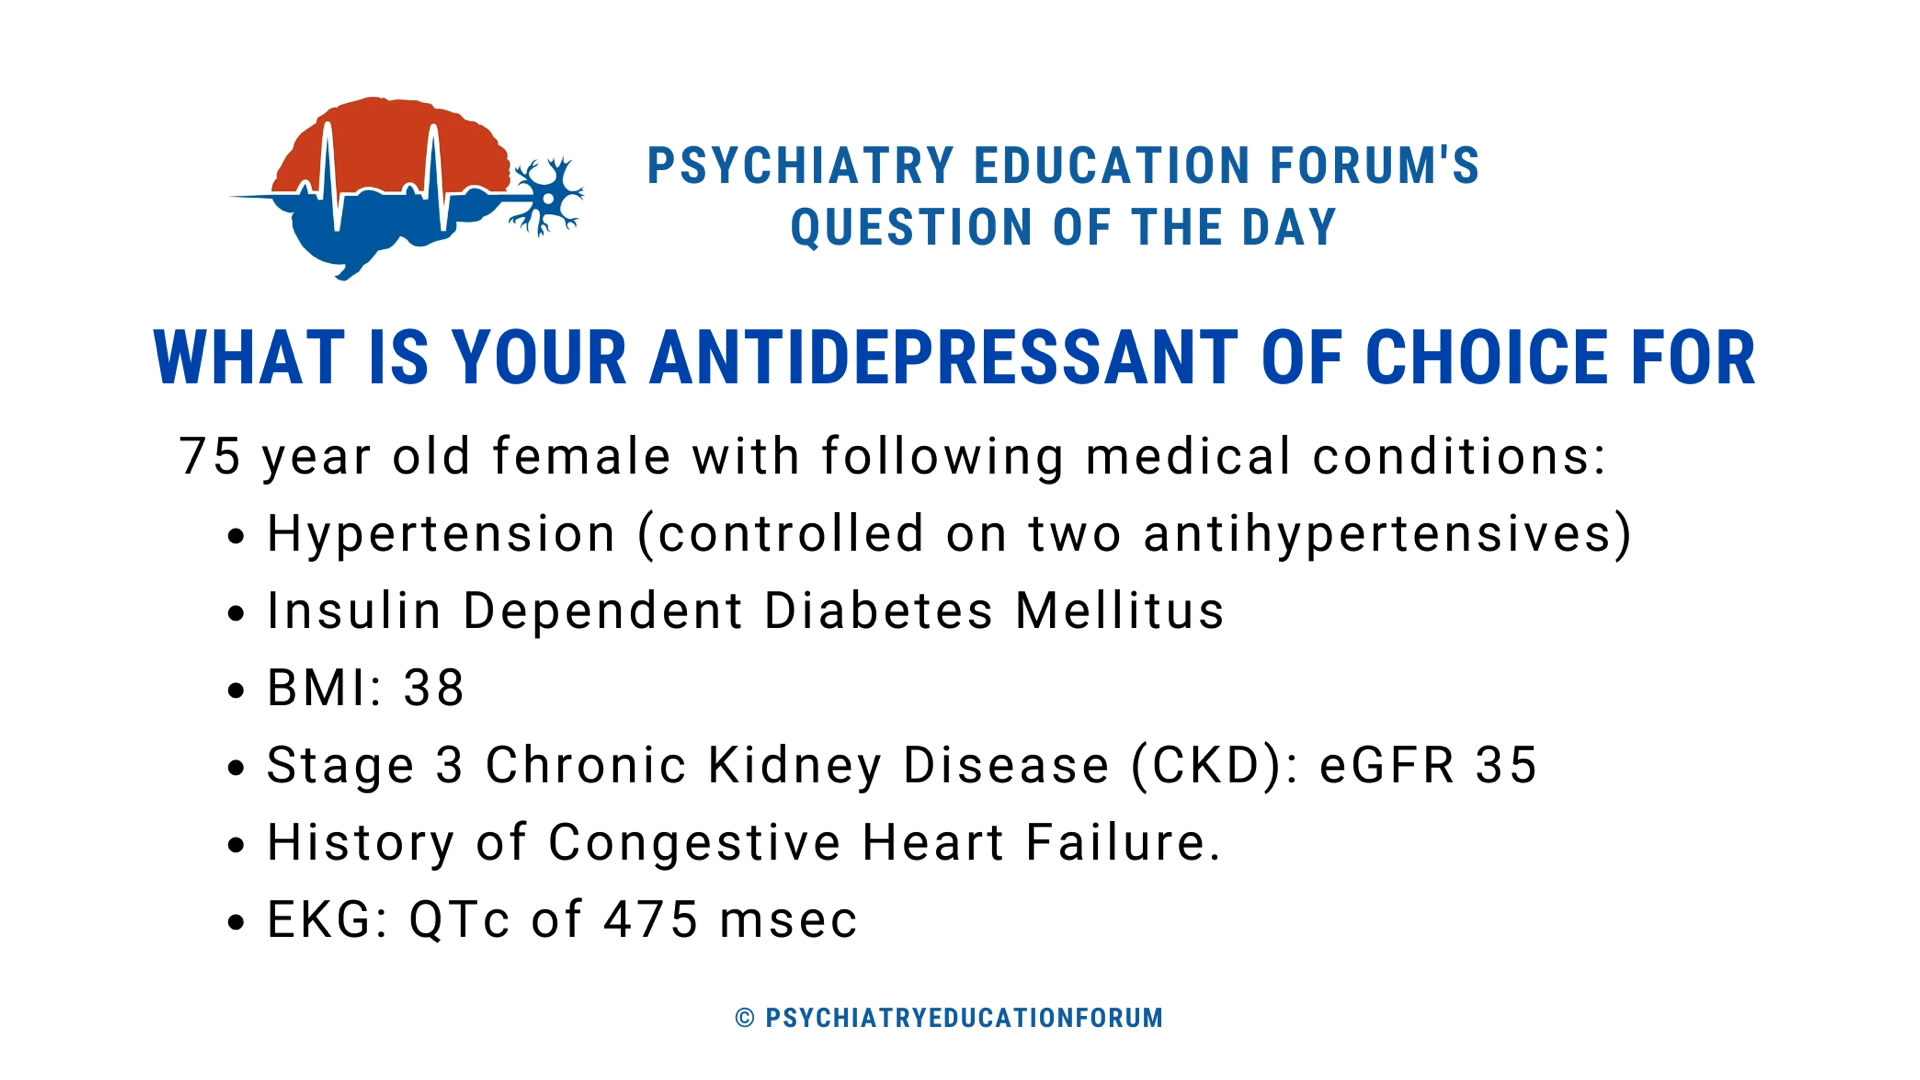 PSYCHIATRY EDUCATION FORUM'S
QUESTION OF THE DAY
WHAT IS YOUR ANTIDEPRESSANT OF CHOICE FOR
75 year old female with following medical conditions:
• Hypertension (controlled on two antihypertensives)
• Insulin Dependent Diabetes Mellitus
• BMI: 38
• Stage 3 Chronic Kidney Disease (CKD): eGFR 35
• History of Congestive Heart Failure.
• EKG: QTc of 475 msec
© PSYCHIATRYEDUCATIONFORUM